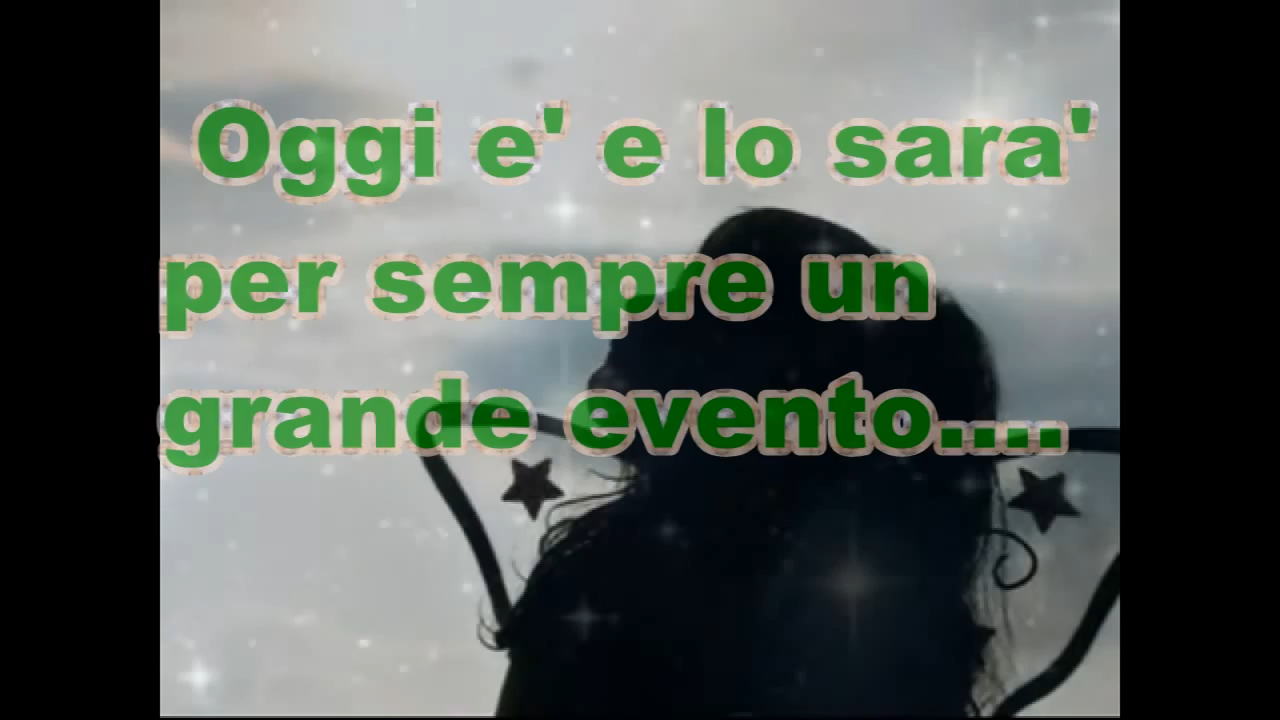 Oggi e' e lo sara'
per sempre un
grande evento....